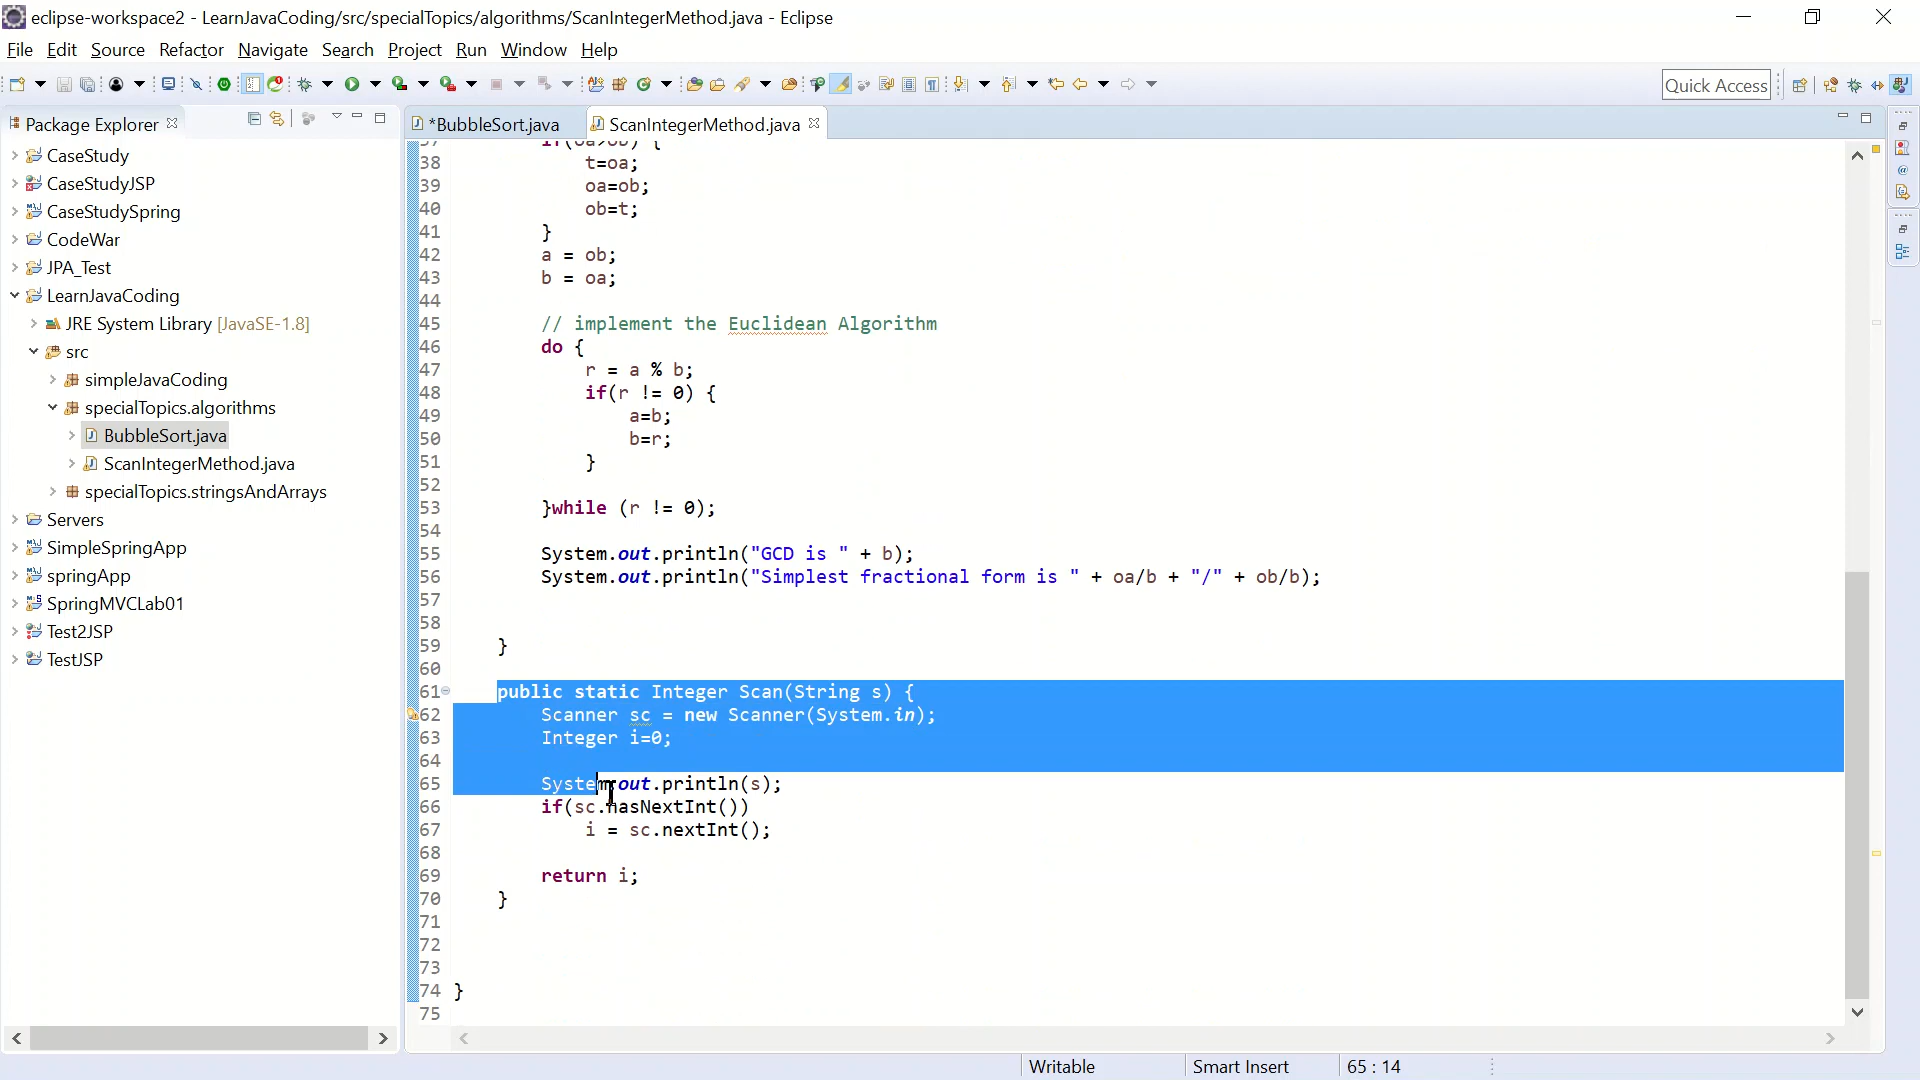 eclipse-workspace2 - LearnJavaCoding/src/specialTopics/algorithms/ScanIntegerMethod.java - Eclipse
File Edit Source Refactor Navigate Search Project Run Window Help
Quick Access
Package Explorer
CaseStudy
CaseStudyJSP
CaseStudySpring
CodeWar
JPA_Test
LearnJavaCoding
JRE System Library [JavaSE-1.8]
src
simpleJavaCoding
specialTopics.algorithms
BubbleSort.java
ScanIntegerMethod.java
specialTopics.stringsAndArrays
Servers
SimpleSpringApp
springApp
SpringMVCLab01
Test2JSP
TestJSP
*BubbleSort.java ScanIntegerMethod.java
37 if(oa>ob) {
38 t=oa;
39 oa=ob;
40 ob=t;
41 }
42 a = ob;
43 b = oa;
44
45 // implement the Euclidean Algorithm
46 do {
47 r = a % b;
48 if(r != 0) {
49 a=b;
50 b=r;
51 }
52
53 }while (r != 0);
54
55 System.out.println("GCD is " + b);
56 System.out.println("Simplest fractional form is " + oa/b + "/" + ob/b);
57
58
59 }
60
61 public static Integer Scan(String s) {
62 Scanner sc = new Scanner(System.in);
63 Integer i=0;
64
65 System.out.println(s);
66 if(sc.hasNextInt())
67 i = sc.nextInt();
68
69 return i;
70 }
71
72
73
74 }
75
Writable Smart Insert 65 : 14